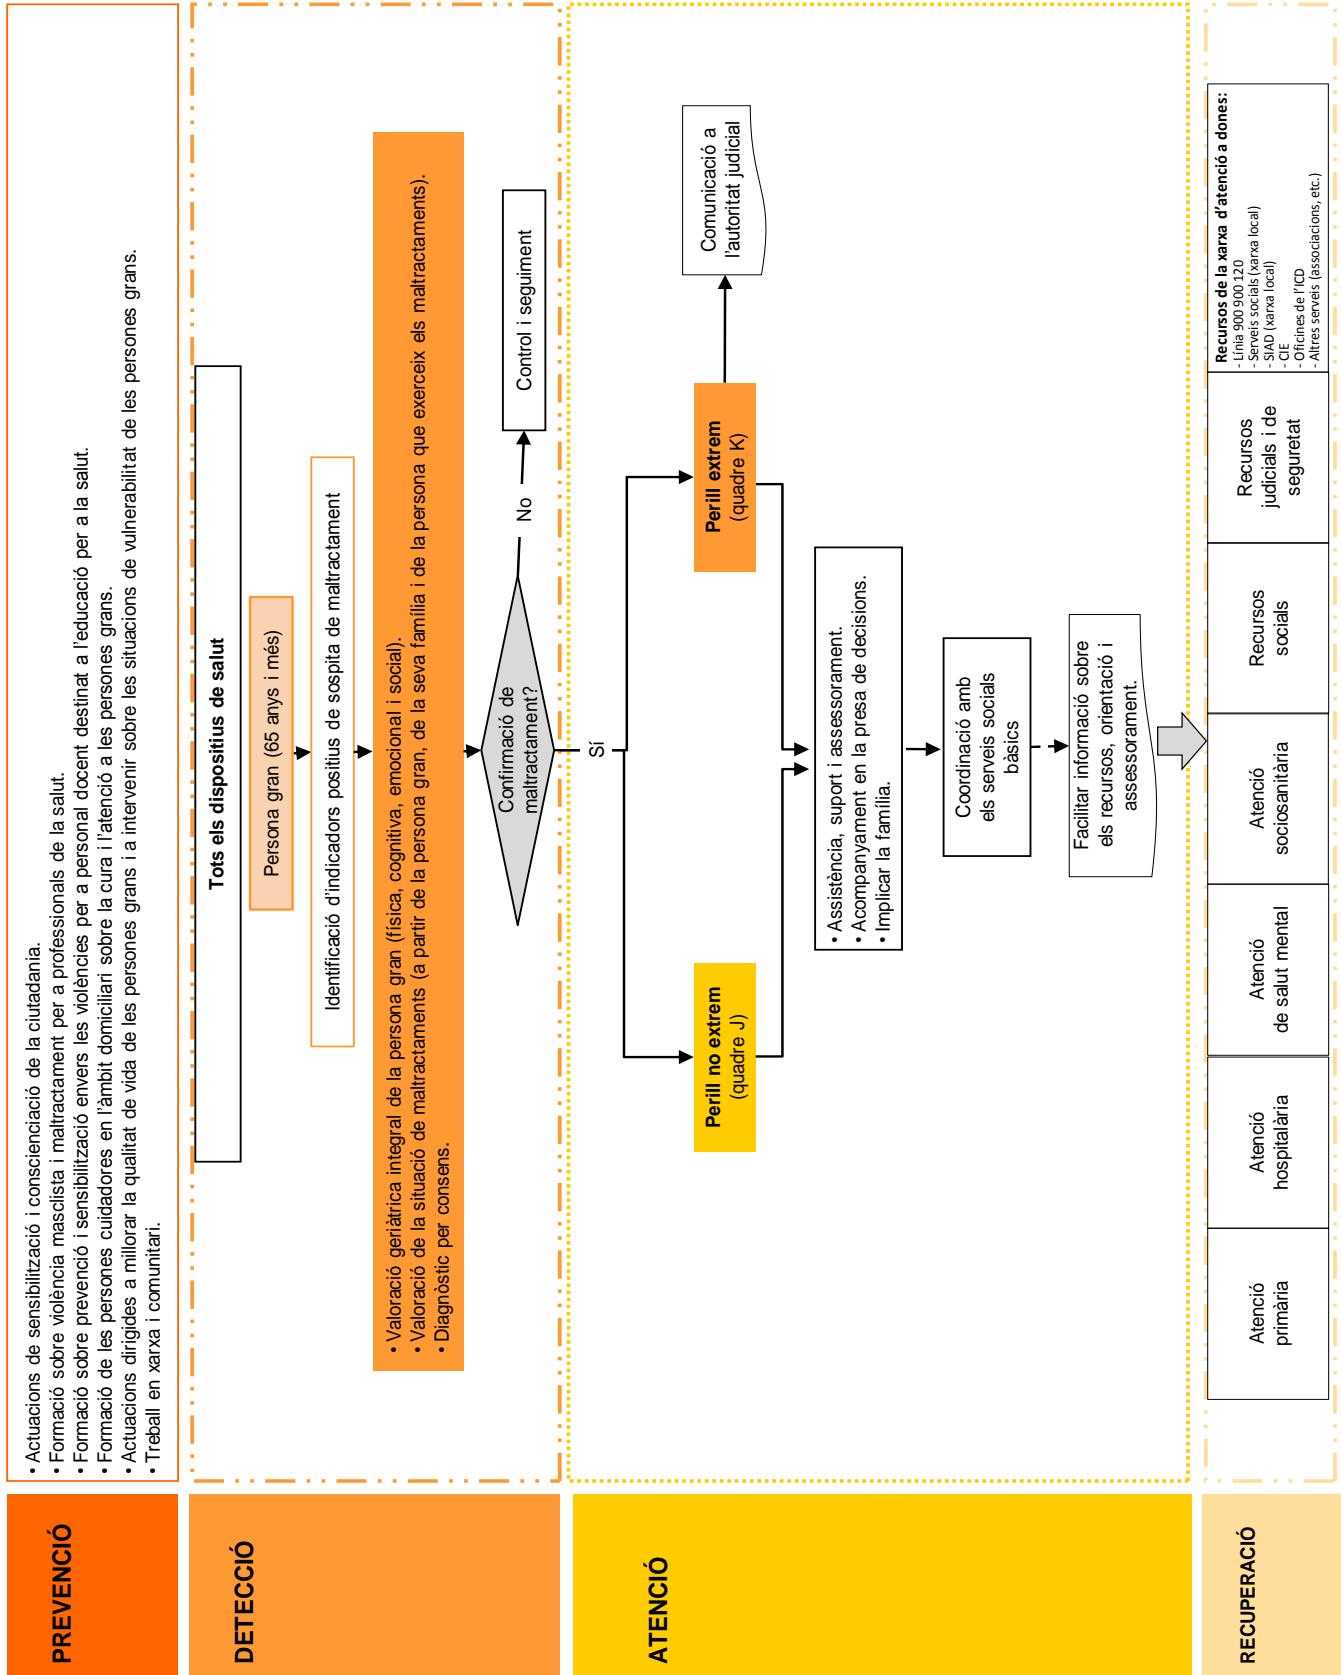 PREVENCIÓ
• Actuacions de sensibilització i conscienciació de la ciutadania.
• Formació sobre violència masclista i maltractament per a professionals de la salut.
• Formació sobre prevenció i sensibilització envers les violències per a personal docent destinat a l'educació per a la salut.
• Formació de les persones cuidadores en l'àmbit domiciliari sobre la cura i l'atenció a les persones grans.
• Actuacions dirigides a millorar la qualitat de vida de les persones grans i a intervenir sobre les situacions de vulnerabilitat de les persones grans.
• Treball en xarxa i comunitari.
DETECCIÓ
Tots els dispositius de salut
Persona gran (65 anys i més)
Identificació d'indicadors positius de sospita de maltractament
• Valoració geriàtrica integral de la persona gran (física, cognitiva, emocional i social).
• Valoració de la situació de maltractaments (a partir de la persona gran, de la seva família i de la persona que exerceix els maltractaments).
• Diagnòstic per consens.
Confirmació de
maltractament?
No
Control i seguiment
ATENCIÓ
Sí
Perill no extrem
(quadre J)
Perill extrem
(quadre K)
Comunicació a
l'autoritat judicial
• Assistència, suport i assessorament.
• Acompanyament en la presa de decisions.
• Implicar la família.
Coordinació amb
els serveis socials
bàsics
Facilitar informació sobre
els recursos, orientació i
assessorament.
RECUPERACIÓ
Atenció
primària
Atenció
hospitalària
Atenció
de salut mental
Atenció
sociosanitària
Recursos
socials
Recursos
judicials i de
seguretat
Recursos de la xarxa d'atenció a dones:
- Línia 900 900 120
- Serveis socials (xarxa local)
- SIAD (xarxa local)
- CIE
- Oficines de l'ICD
- Altres serveis (associacions, etc.)